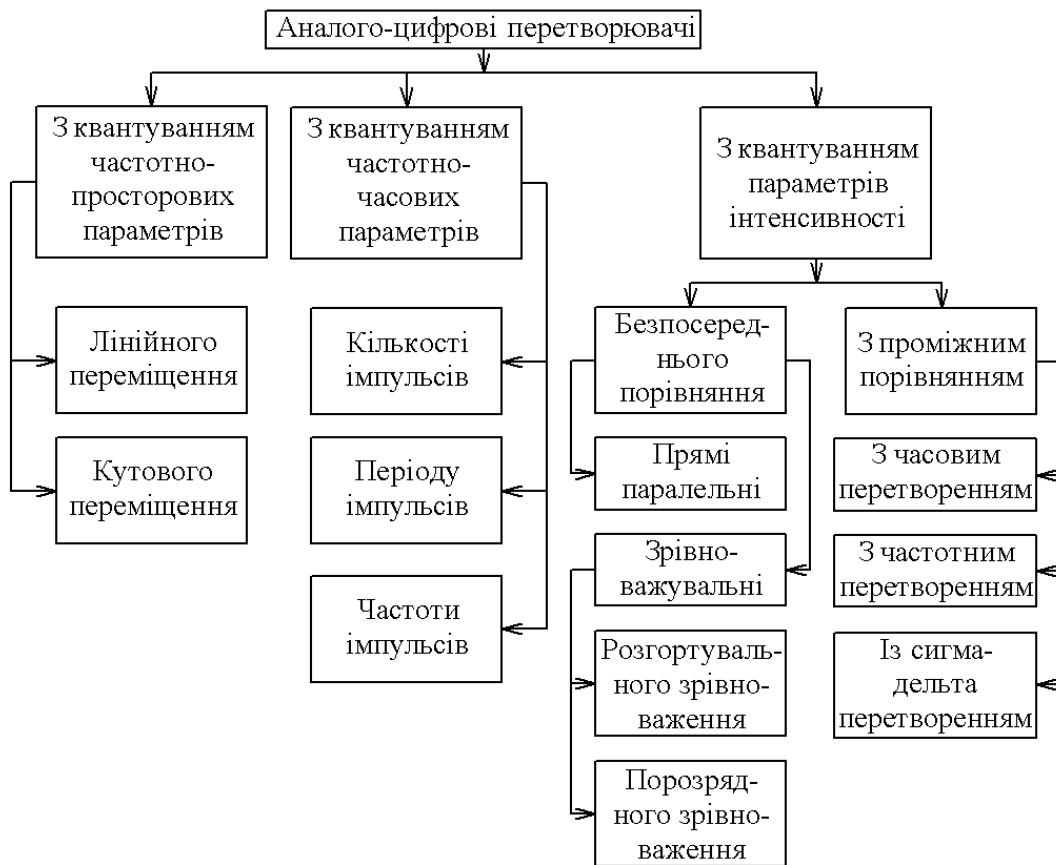 Аналого-цифрові перетворювачі
З квантуванням
частотно-
просторових
параметрів
З квантуванням
частотно-
часових
параметрів
З квантуванням
параметрів
інтенсивності
Лінійного
переміщення
Кутового
переміщення
Кількості
імпульсів
Періоду
імпульсів
Частоти
імпульсів
Безпосеред-
нього
порівняння
Прямі
паралельні
Зрівно-
важувальні
Розгортуваль-
ного зрівно-
важення
Порозряд-
ного зрівно-
важення
З проміжним
порівнянням
З часовим
перетворенням
З частотним
перетворенням
Із сигма-
дельта
перетворенням